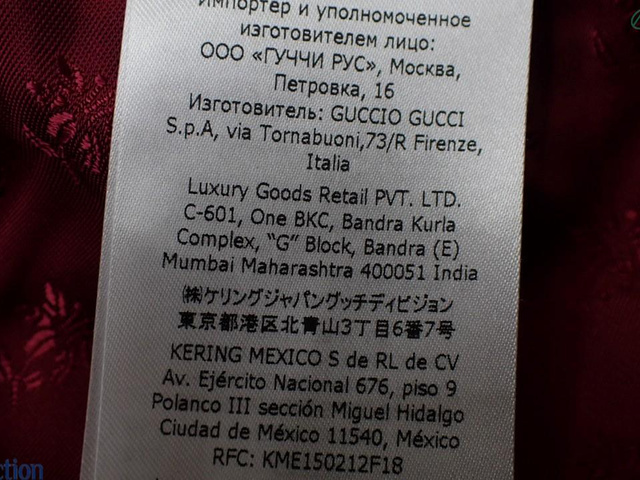 Импортер и уполномоченное
изготовителем лицо:
ООО «ГУЧЧИ РУС», Москва,
Петровка, 16
Изготовитель: GUCCIO GUCCI
S.p.A, via Tornabuoni,73/R Firenze,
Italia
Luxury Goods Retail PVT. LTD.
C-601, One BKC, Bandra Kurla
Complex, “G” Block, Bandra (E)
Mumbai Maharashtra 400051 India
㈱ケリングジャパングッチディビジョン
東京都港区北青山3丁目6番7号
KERING MEXICO S de RL de CV
Av. Ejército Nacional 676, piso 9
Polanco III sección Miguel Hidalgo
Ciudad de México 11540, México
RFC: KME150212F18
ction